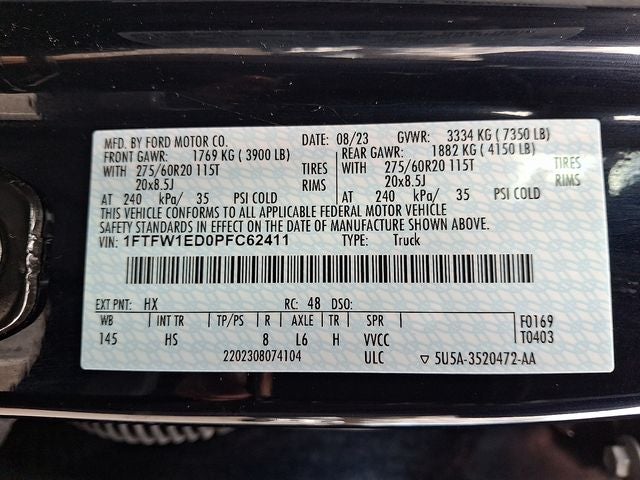 MFD. BY FORD MOTOR CO. DATE: 08/23 GVWR: 3334 KG ( 7350 LB)
FRONT GAWR: 1769 KG ( 3900 LB) REAR GAWR: 1882 KG ( 4150 LB)
WITH 275/60R20 115T TIRES WITH 275/60R20 115T TIRES
20x8.5J RIMS 20x8.5J RIMS
AT 240 kPa/ 35 PSI COLD AT 240 kPa/ 35 PSI COLD
THIS VEHICLE CONFORMS TO ALL APPLICABLE FEDERAL MOTOR VEHICLE
SAFETY STANDARDS IN EFFECT ON THE DATE OF MANUFACTURE SHOWN ABOVE.
VIN: 1FTFW1ED0PFC62411 TYPE: Truck
EXT PNT: HX RC: 48 DSO:
WB INT TR TP/PS R AXLE TR SPR F0169
145 HS 8 L6 H VVCC T0403
2202308074104 ULC ▽ 5U5A-3520472-AA